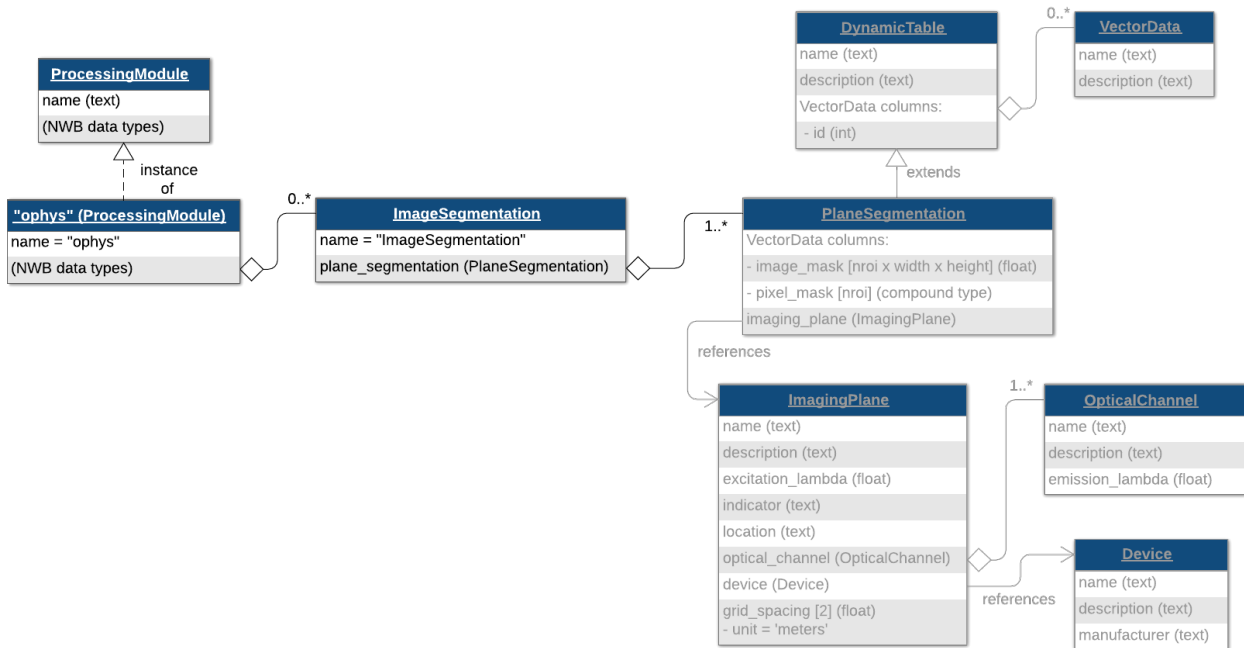 ProcessingModule
name (text)
(NWB data types)
instance
of
"ophys" (ProcessingModule)
name = "ophys"
(NWB data types)
0..*
ImageSegmentation
name = "ImageSegmentation"
plane_segmentation (PlaneSegmentation)
1..*
DynamicTable
name (text)
description (text)
VectorData columns:
- id (int)
0..*
VectorData
name (text)
description (text)
extends
PlaneSegmentation
VectorData columns:
- image_mask [nroi x width x height] (float)
- pixel_mask [nroi] (compound type)
imaging_plane (ImagingPlane)
references
ImagingPlane
name (text)
description (text)
excitation_lambda (float)
indicator (text)
location (text)
optical_channel (OpticalChannel)
device (Device)
grid_spacing [2] (float)
- unit = 'meters'
1..*
OpticalChannel
name (text)
description (text)
emission_lambda (float)
references
Device
name (text)
description (text)
manufacturer (text)